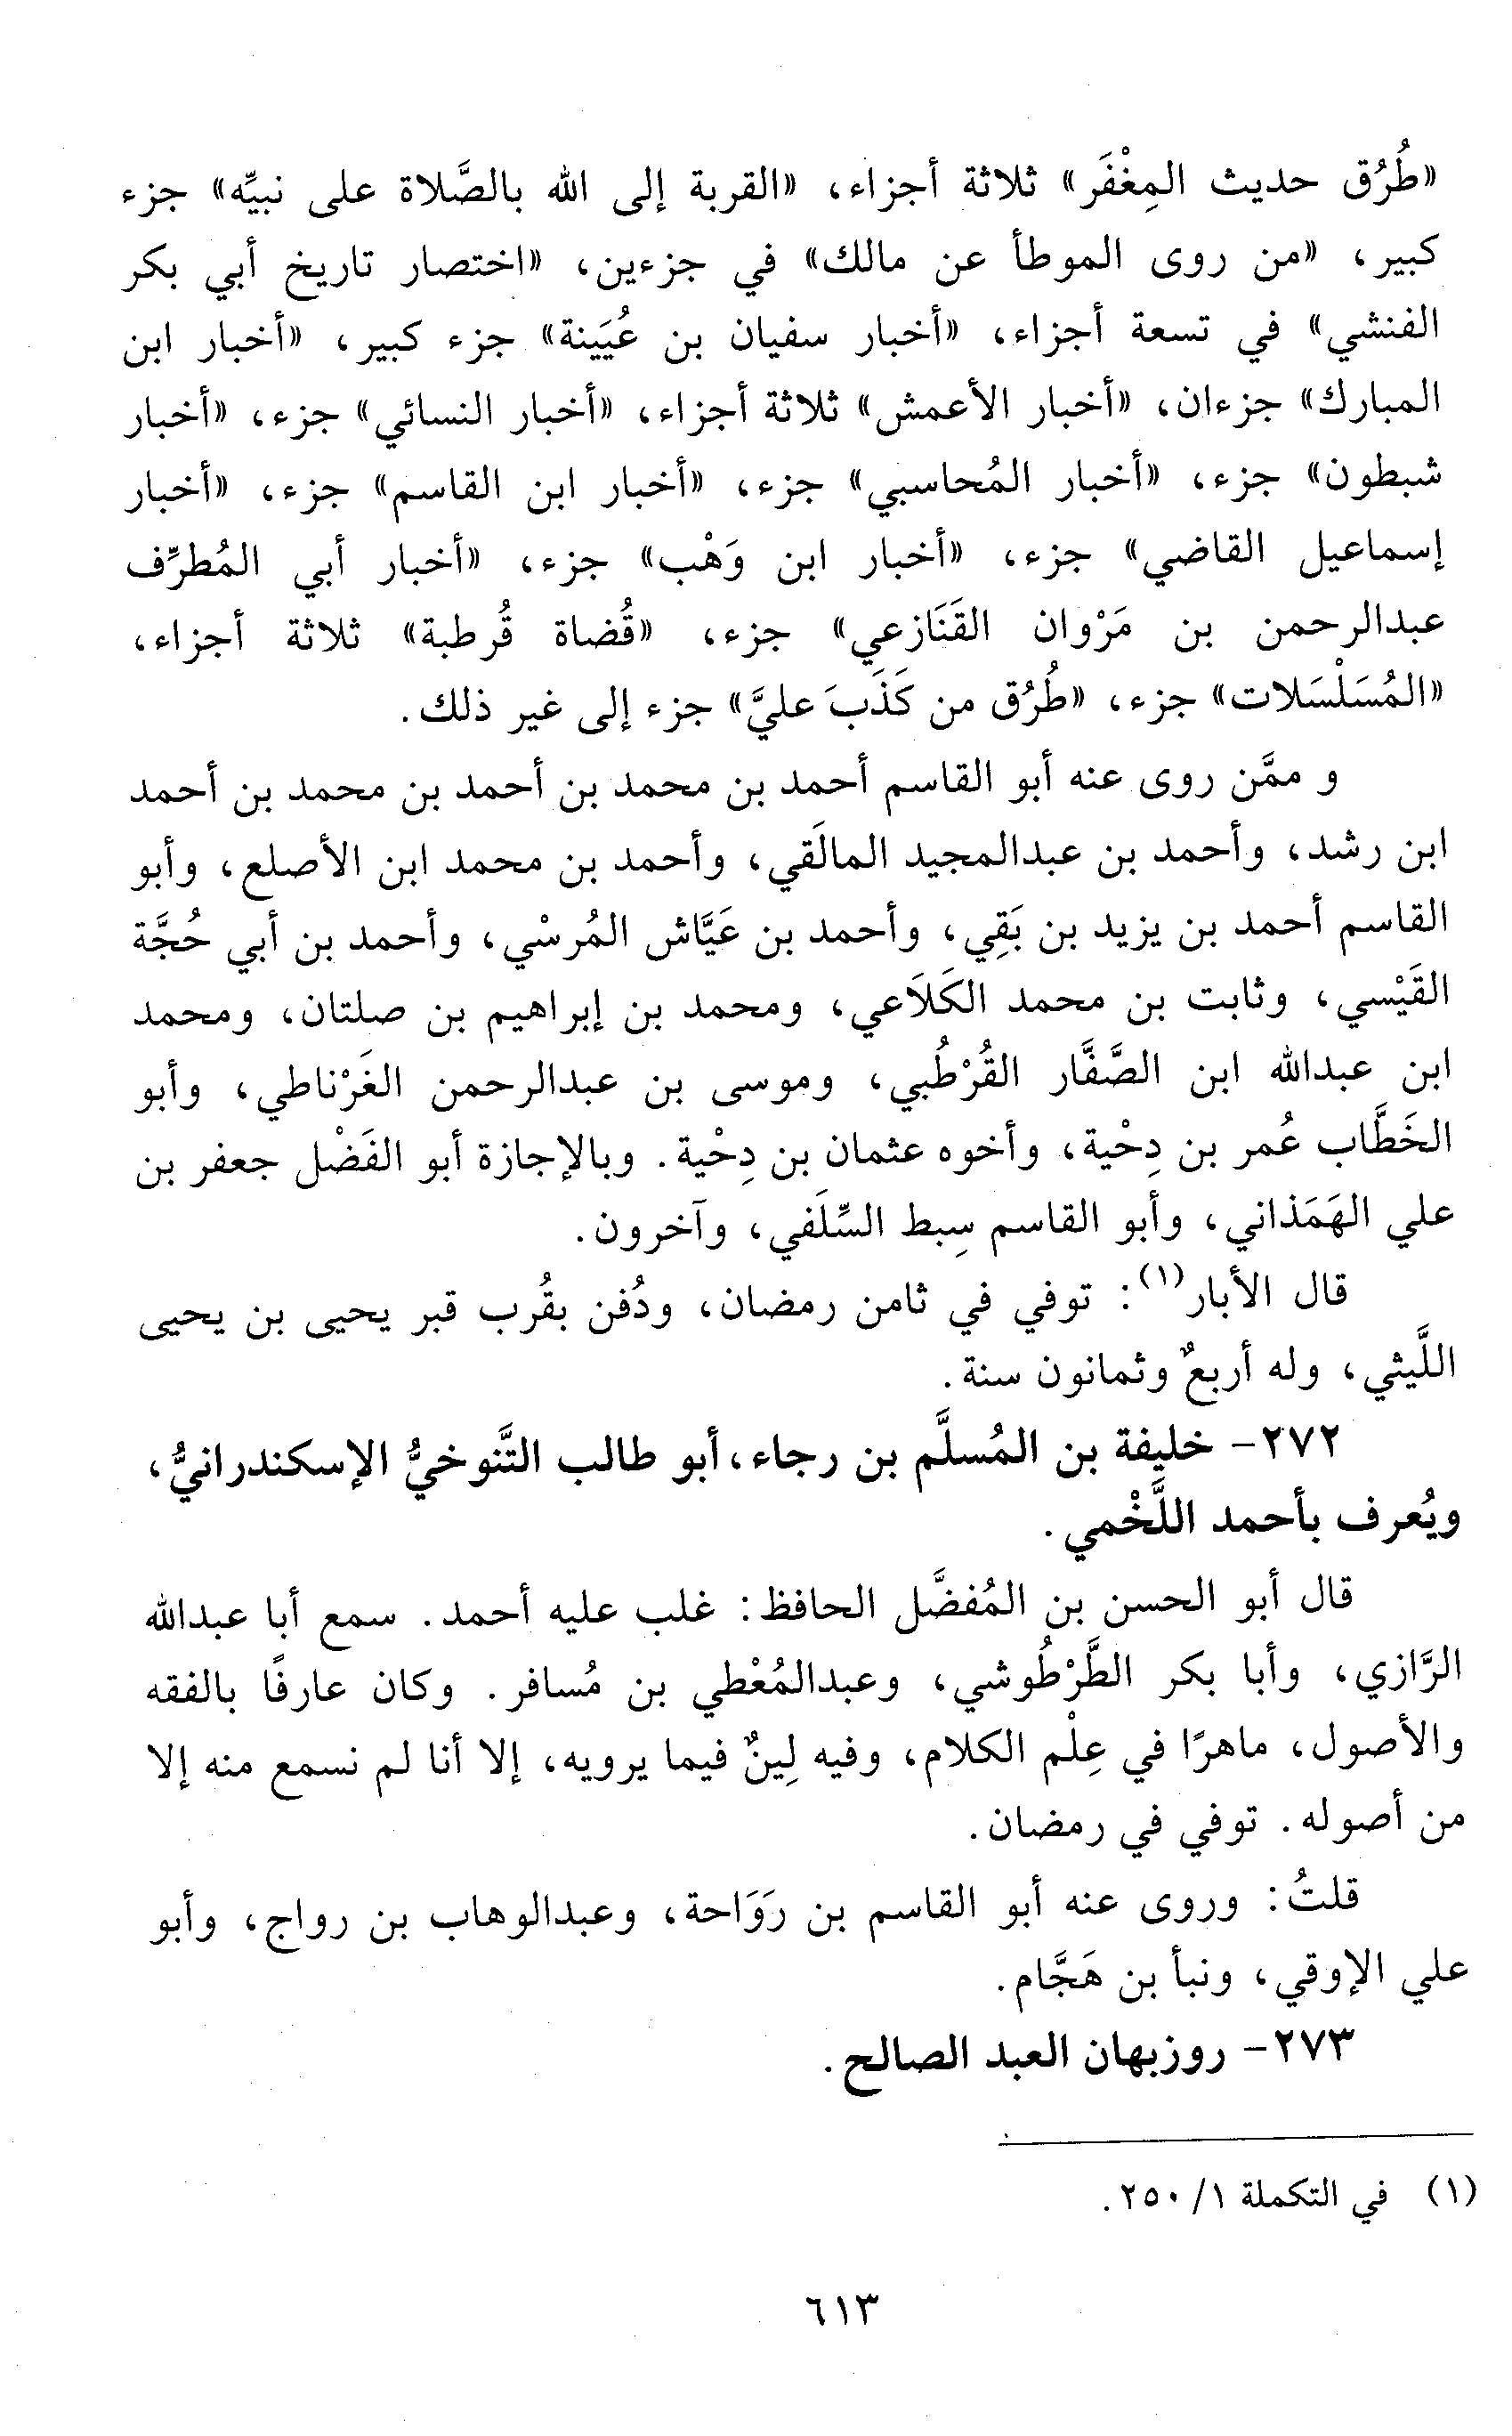 «طُرُق حديث المِغْفَر» ثلاثة أجزاء، «القربة إلى الله بالصَّلاة على نبيِّه» جزء
كبير، «من روى الموطأ عن مالك» في جزءين، «اختصار تاريخ أبي بكر
الفنشي» في تسعة أجزاء، «أخبار سفيان بن عُيَينة» جزء كبير، «أخبار ابن
المبارك» جزءان، «أخبار الأعمش» ثلاثة أجزاء، «أخبار النسائي» جزء، «أخبار
شبطون» جزء، «أخبار المُحاسبي» جزء، «أخبار ابن القاسم» جزء، «أخبار
إسماعيل القاضي» جزء، «أخبار ابن وَهْب» جزء، «أخبار أبي المُطرِّف
عبدالرحمن بن مَرْوان القَنَازعي» جزء، «قُضاة قُرطبة» ثلاثة أجزاء،
«المُسَلْسَلات» جزء، «طُرُق من كَذَبَ عليَّ» جزء إلى غير ذلك.
و ممَّن روى عنه أبو القاسم أحمد بن محمد بن أحمد بن محمد بن أحمد
ابن رشد، وأحمد بن عبدالمجيد المالَقي، وأحمد بن محمد ابن الأصلع، وأبو
القاسم أحمد بن يزيد بن بَقِي، وأحمد بن عَيَّاش المُرسْي، وأحمد بن أبي حُجَّة
القَيْسي، وثابت بن محمد الكَلاَعي، ومحمد بن إبراهيم بن صلتان، ومحمد
ابن عبدالله ابن الصَّفَّار القُرْطُبي، وموسى بن عبدالرحمن الغَرْناطي، وأبو
الخَطَّاب عُمر بن دِحْية، وأخوه عثمان بن دِحْية. وبالإجازة أبو الفَضْل جعفر بن
علي الهَمَذاني، وأبو القاسم سِبط السِّلَفي، وآخرون.
قال الأبار(١): توفي في ثامن رمضان، ودُفن بقُرب قبر يحيى بن يحيى
اللَّيثي، وله أربعٌ وثمانون سنة.
٢٧٢- خليفة بن المُسلَّم بن رجاء، أبو طالب التَّنوخيُّ الإسكندرانيُّ،
ويُعرف بأحمد اللَّخْمي.
قال أبو الحسن بن المُفضَّل الحافظ: غلب عليه أحمد. سمع أبا عبدالله
الرَّازي، وأبا بكر الطَّرْطُوشي، وعبدالمُعْطي بن مُسافر. وكان عارفًا بالفقه
والأصول، ماهرًا في عِلْم الكلام، وفيه لِينٌ فيما يرويه، إلا أنا لم نسمع منه إلا
من أصوله. توفي في رمضان.
قلتُ: وروى عنه أبو القاسم بن رَوَاحة، وعبدالوهاب بن رواج، وأبو
علي الإوقي، ونبأ بن هَجَّام.
٢٧٣- روزبهان العبد الصالح.
(١) في التكملة ١/ ٢٥٠.
٦١٣